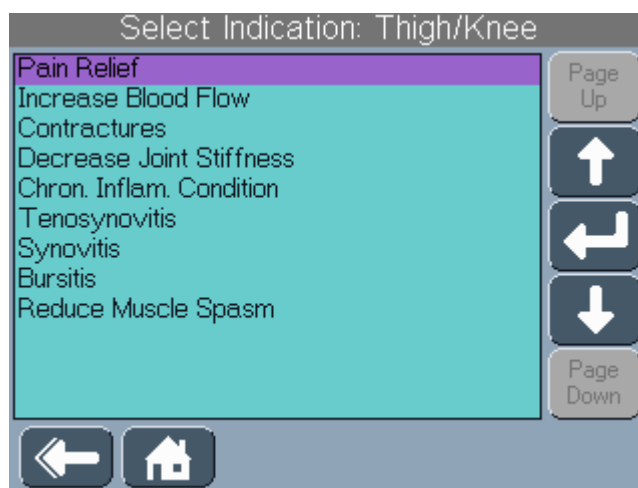 Select Indication: Thigh/Knee
Pain Relief
Increase Blood Flow
Contractures
Decrease Joint Stiffness
Chron. Inflam. Condition
Tenosynovitis
Synovitis
Bursitis
Reduce Muscle Spasm
Page
Up
Page
Down